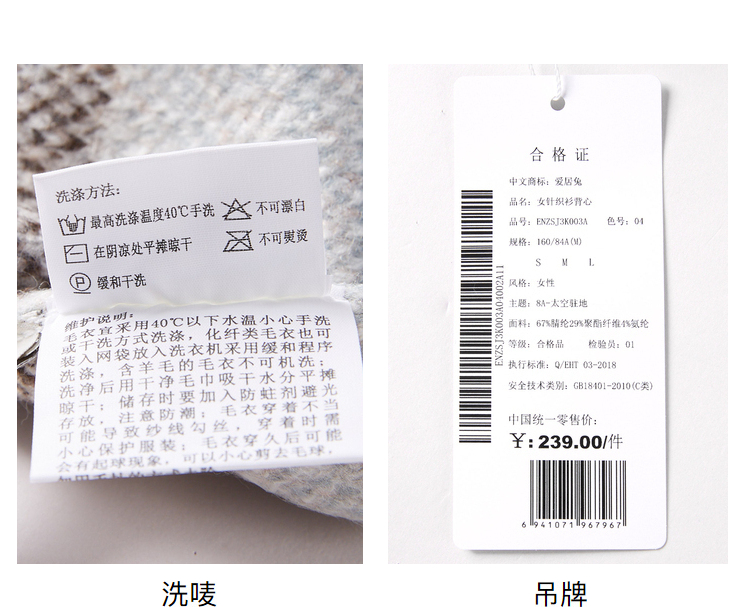 洗涤方法:
最高洗涤温度40℃手洗
不可漂白
在阴凉处平摊晾干
不可熨烫
P 缓和干洗
维护说明:
毛衣宜采用40℃以下水温小心手洗
或干洗方式洗涤，化纤类毛衣也可
装入网袋放入洗衣机采用缓和程序
洗涤，含羊毛的毛衣不可机洗；
洗净后用干净毛巾吸干水分平摊
晾干；储存时要加入防蛀剂避光
存放，注意防潮；毛衣穿着不当
可能导致纱线勾丝，穿着时需
小心保护服装；毛衣穿久后可能
会有起球现象，可以小心剪去毛球，
洗唛
合格证
中文商标: 爱居兔
品名: 女针织衫背心
品号: ENZSJ3K003A 色号: 04
规格: 160/84A(M)
S M L
风格: 女性
主题: 8A-太空驻地
面料: 67%腈纶29%聚酯纤维4%氨纶
等级: 合格品 检验员: 01
执行标准: Q/EHT 03-2018
安全技术类别: GB18401-2010(C类)
ENZSJ3K003A04002A11
中国统一零售价:
¥: 239.00/件
6 941071 967967
吊牌